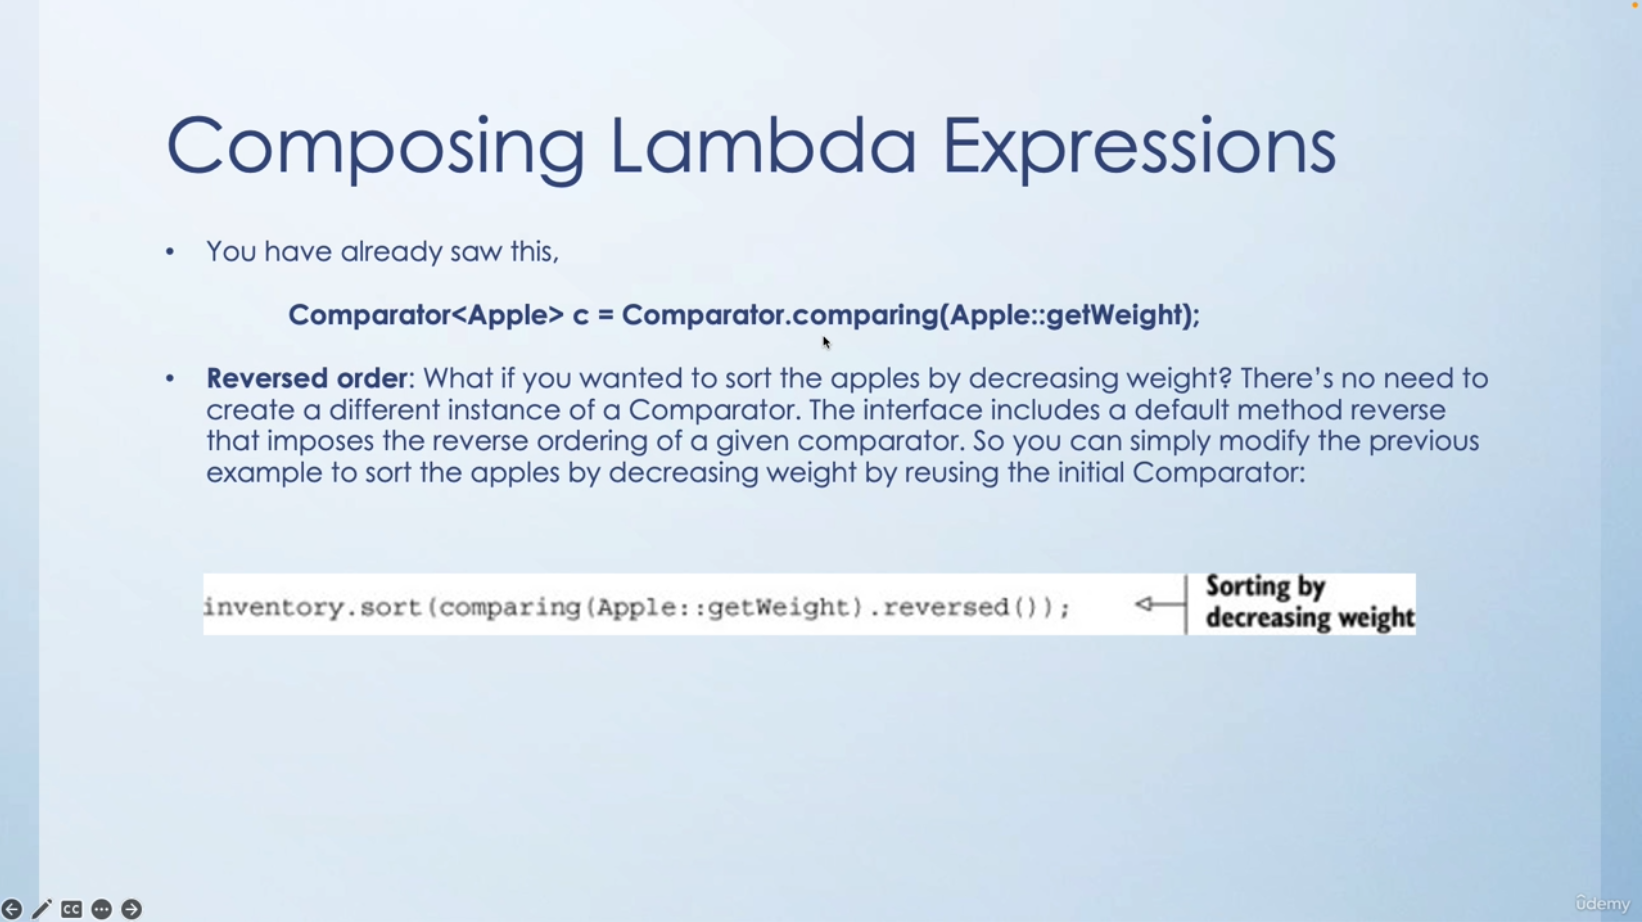 Composing Lambda Expressions
• You have already saw this,
Comparator<Apple> c = Comparator.comparing(Apple::getWeight);
• Reversed order: What if you wanted to sort the apples by decreasing weight? There's no need to
create a different instance of a Comparator. The interface includes a default method reverse
that imposes the reverse ordering of a given comparator. So you can simply modify the previous
example to sort the apples by decreasing weight by reusing the initial Comparator:
inventory.sort(comparing(Apple::getWeight).reversed());
Sorting by
decreasing weight
CC
ûdemy